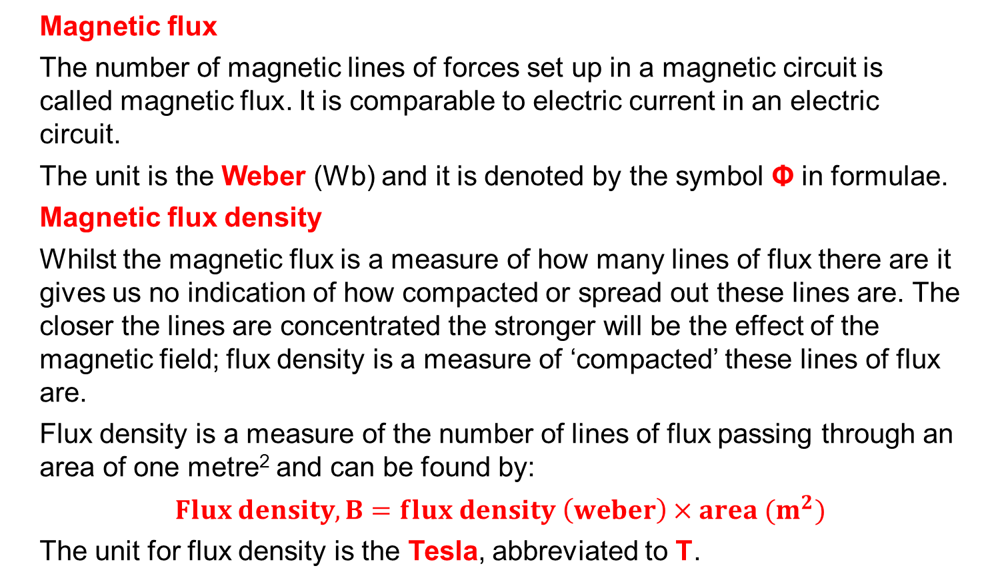 Magnetic flux
The number of magnetic lines of forces set up in a magnetic circuit is
called magnetic flux. It is comparable to electric current in an electric
circuit.
The unit is the Weber (Wb) and it is denoted by the symbol Φ in formulae.
Magnetic flux density
Whilst the magnetic flux is a measure of how many lines of flux there are it
gives us no indication of how compacted or spread out these lines are. The
closer the lines are concentrated the stronger will be the effect of the
magnetic field; flux density is a measure of ‘compacted’ these lines of flux
are.
Flux density is a measure of the number of lines of flux passing through an
area of one metre² and can be found by:
Flux density, B = flux density (weber) × area (m²)
The unit for flux density is the Tesla, abbreviated to T.